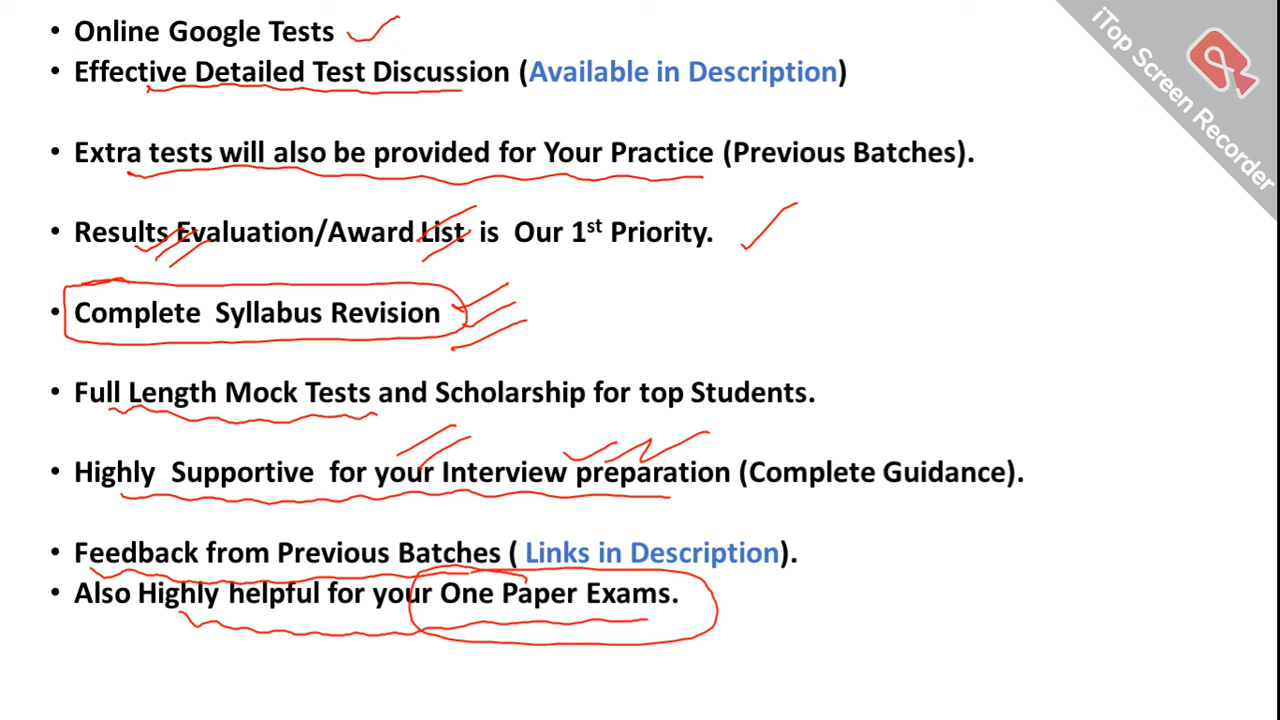 • Online Google Tests
• Effective Detailed Test Discussion (Available in Description)
• Extra tests will also be provided for Your Practice (Previous Batches).
• Results Evaluation/Award List is Our 1st Priority.
• Complete Syllabus Revision
• Full Length Mock Tests and Scholarship for top Students.
• Highly Supportive for your Interview preparation (Complete Guidance).
• Feedback from Previous Batches ( Links in Description).
• Also Highly helpful for your One Paper Exams.
iTop Screen Recorder